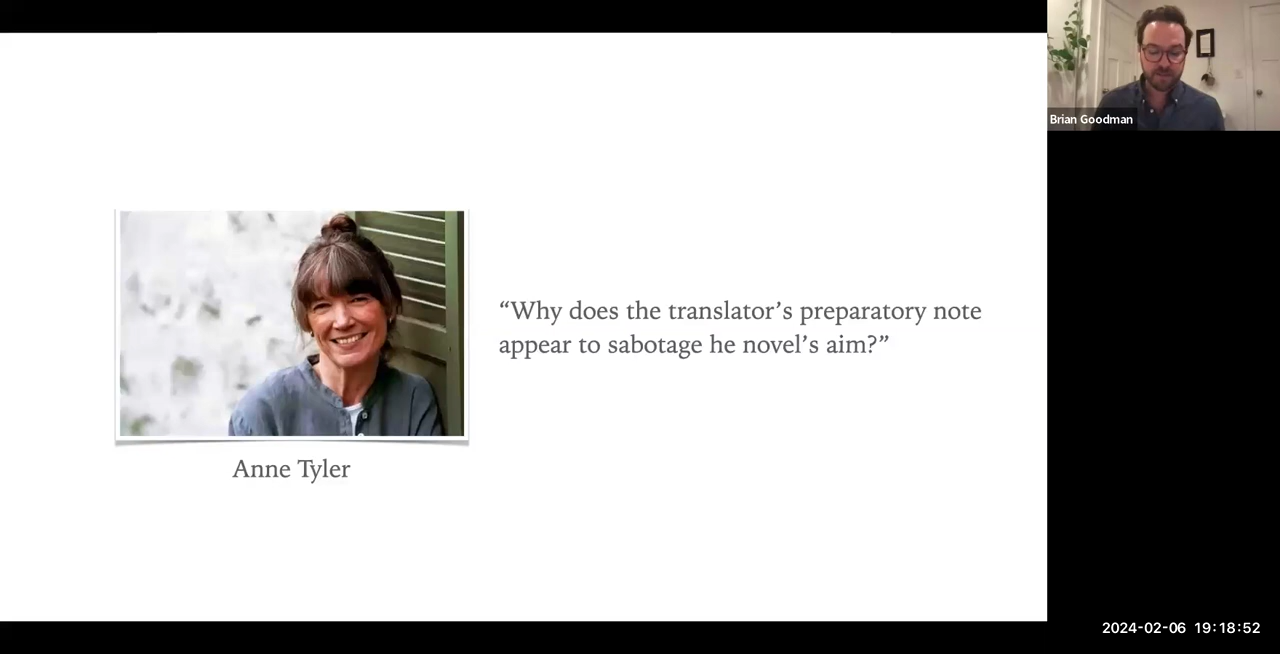 Brian Goodman
“Why does the translator’s preparatory note
appear to sabotage he novel’s aim?”
Anne Tyler
2024-02-06 19:18:52